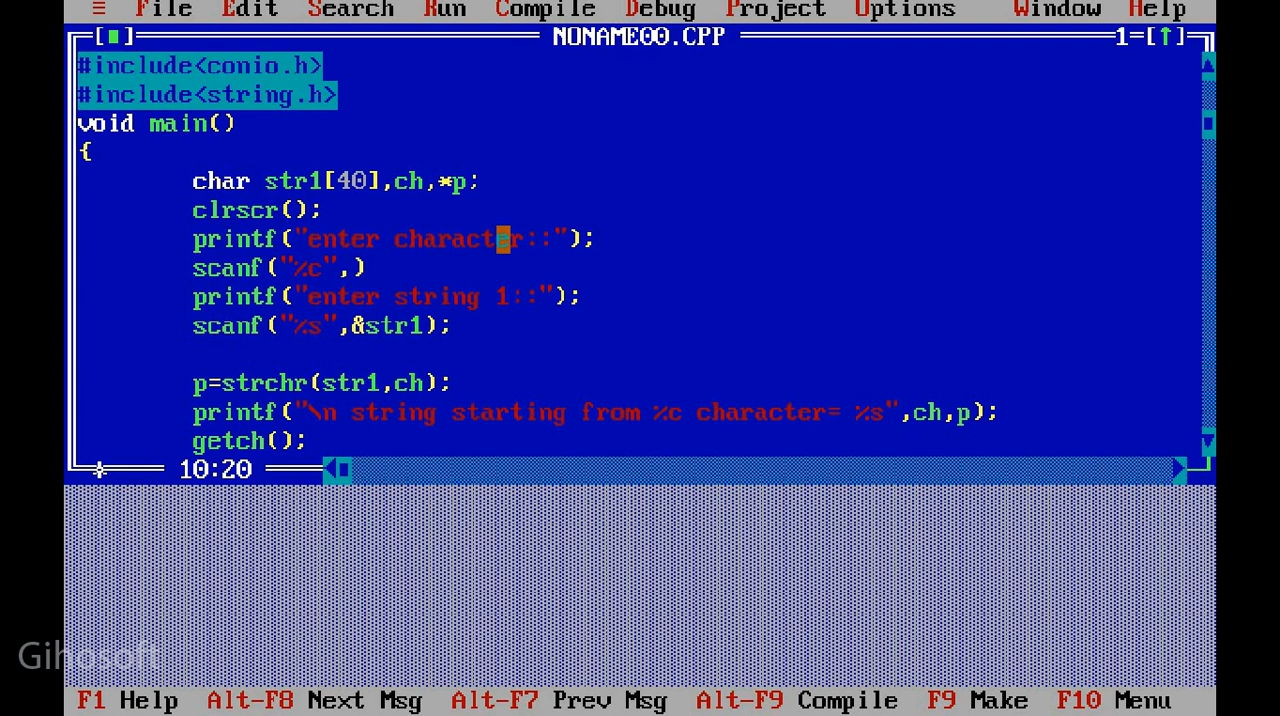 ≡ File Edit Search Run Compile Debug Project Options Window Help
[■] NONAME00.CPP 1=[↑]
#include<conio.h>
#include<string.h>
void main()
{
char str1[40],ch,*p;
clrscr();
printf("enter character::");
scanf("%c",)
printf("enter string 1::");
scanf("%s",&str1);
p=strchr(str1,ch);
printf("\n string starting from %c character= %s",ch,p);
getch();
* 10:20
Gihosoft
F1 Help Alt-F8 Next Msg Alt-F7 Prev Msg Alt-F9 Compile F9 Make F10 Menu